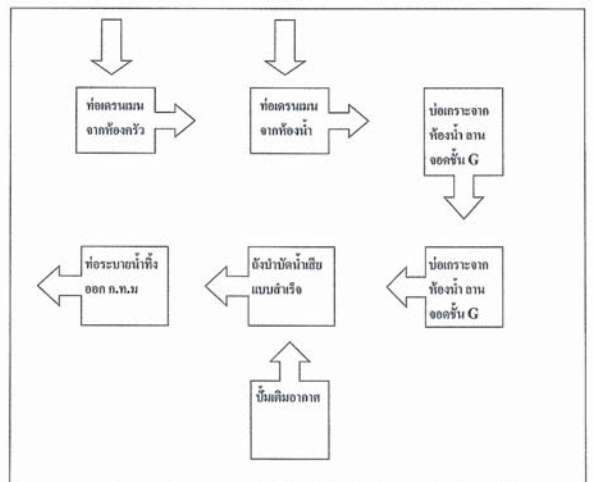 ท่อเดรนเมน
จากห้องครัว
ท่อเดรนเมน
จากห้องน้ำ
บ่อเกราะจาก
ห้องน้ำ ลาน
จอดชั้น G
ท่อระบายน้ำทิ้ง
ออก ก.ท.ม
ถังบำบัดน้ำเสีย
แบบสำเร็จ
บ่อเกราะจาก
ห้องน้ำ ลาน
จอดชั้น G
ปั๊มเติมอากาศ